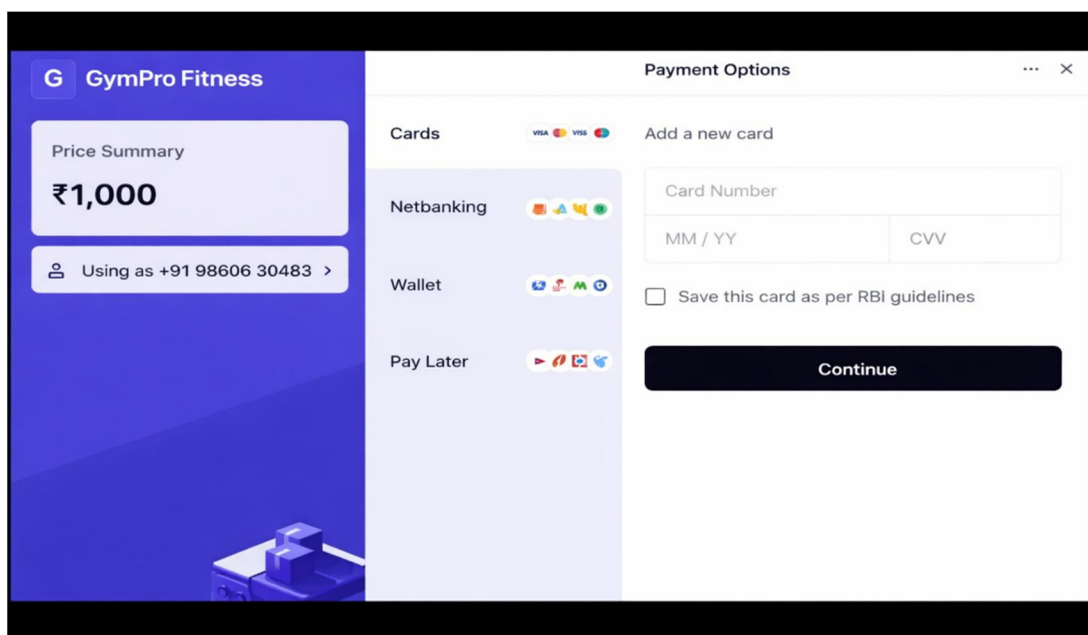 G GymPro Fitness
Price Summary
₹1,000
Using as +91 98606 30483 >
Payment Options
Cards
VISA VISS
Netbanking
Wallet
Pay Later
Add a new card
Card Number
MM / YY
CVV
Save this card as per RBI guidelines
Continue